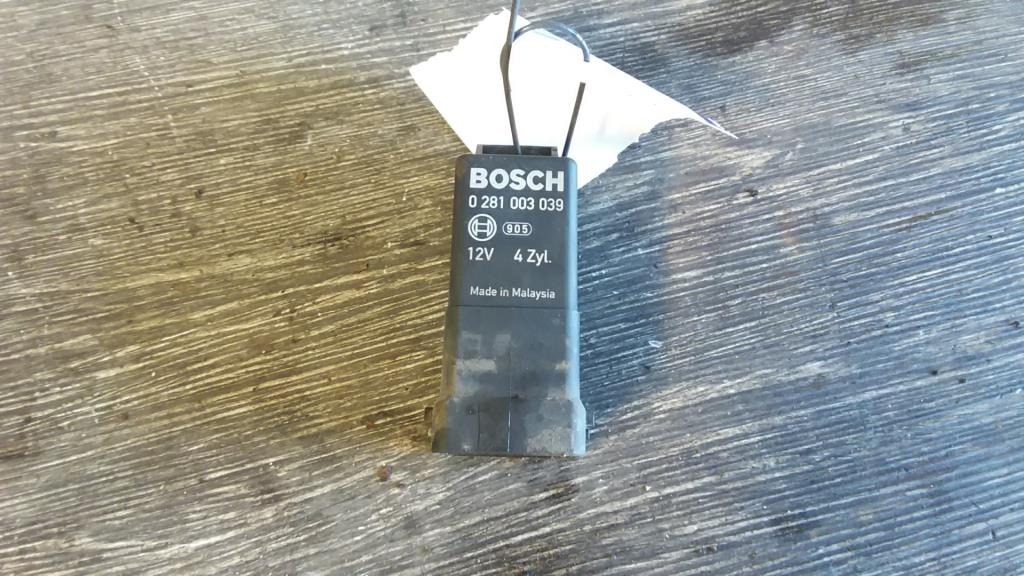 BOSCH
0 281 003 039
905
12V 4 Zyl.
Made in Malaysia